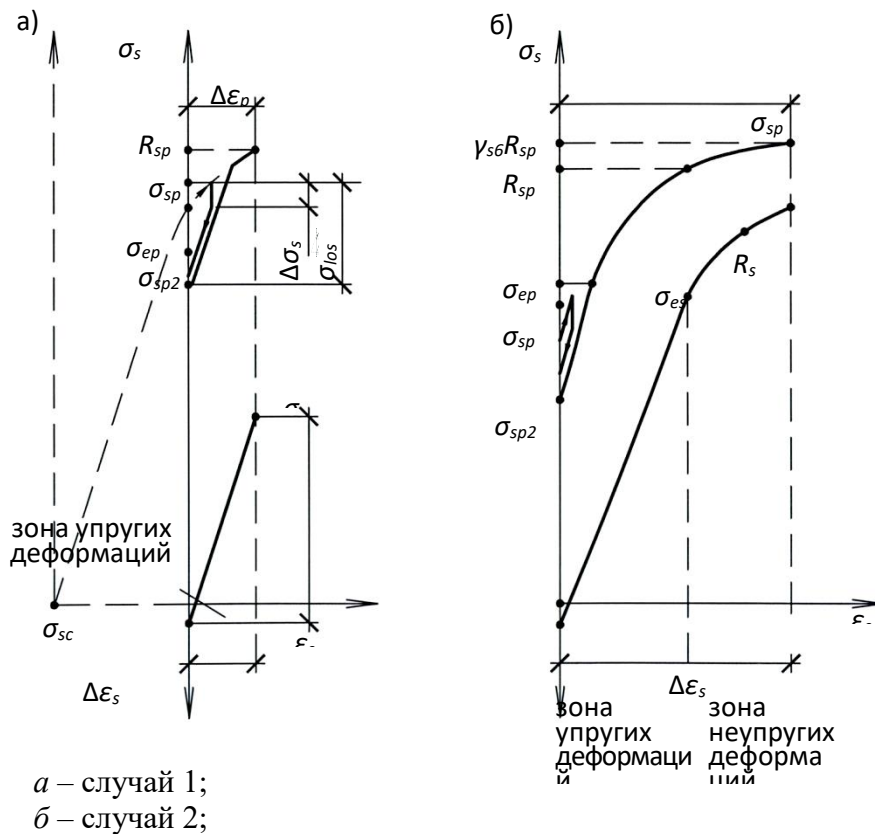 а)
б)
σs
σs
Δεp
Rsp
σsp
σep
σsp2
Δσs
σlos
зона упругих
деформаций
σsc
Δεs
σsp
γs6Rsp
Rsp
σep
σes
Rs
σsp
σsp2
Δεs
зона
упругих
деформаци
й
зона
неупругих
деформа
ций
а – случай 1;
б – случай 2;